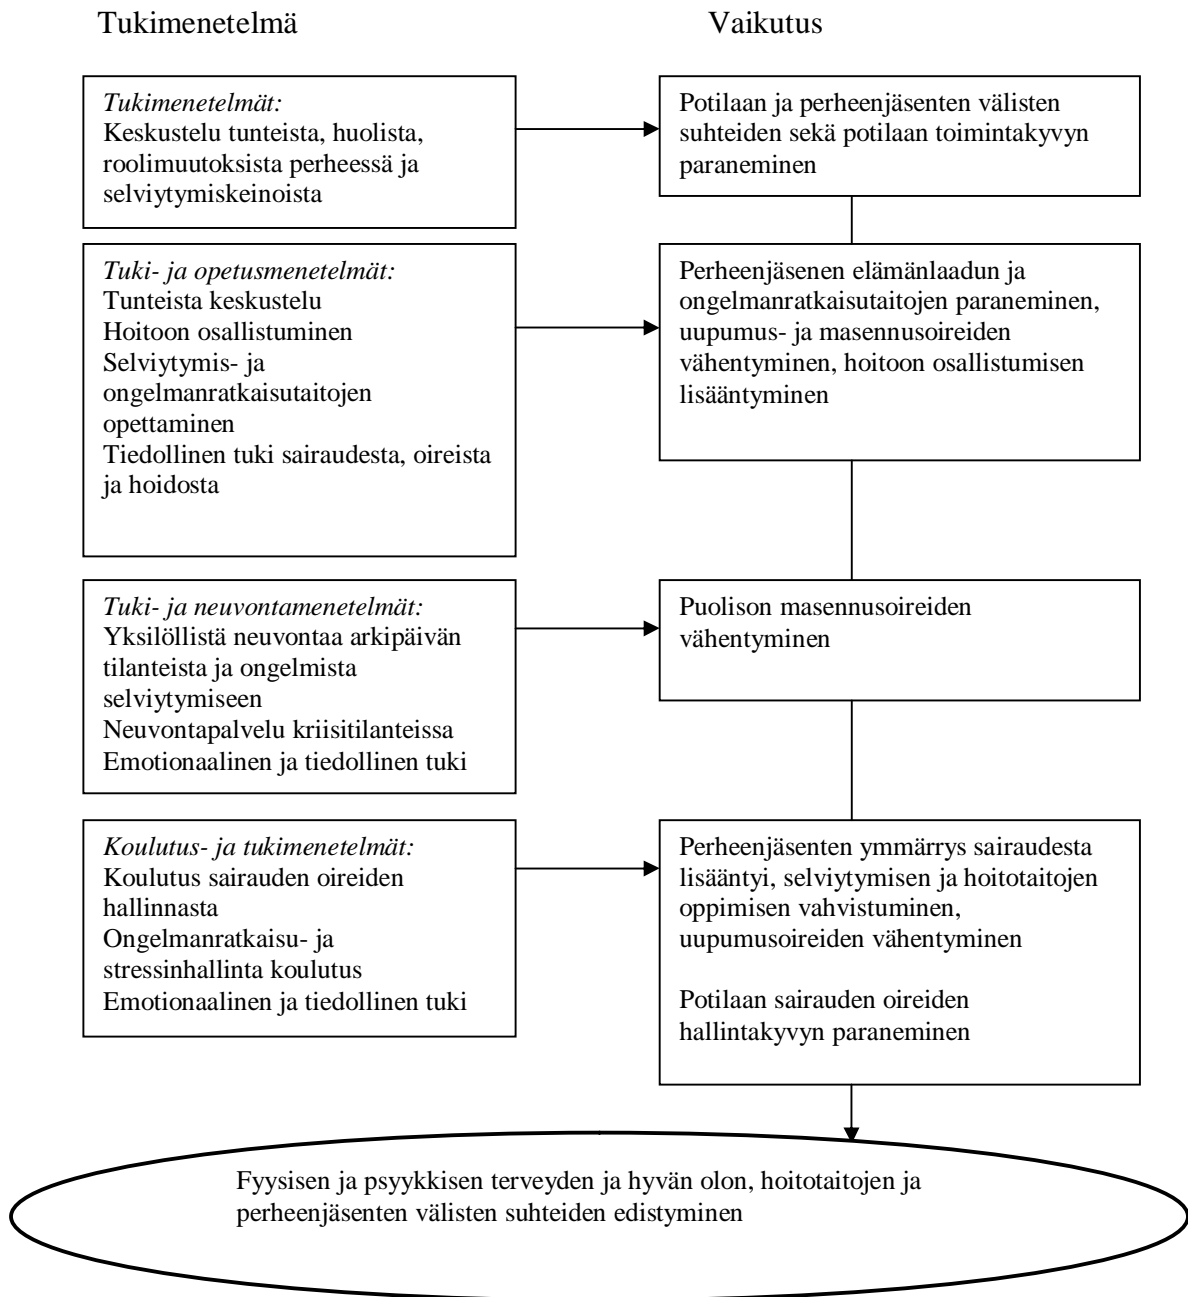 Tukimenetelmä
Vaikutus
Tukimenetelmät:
Keskustelu tunteista, huolista,
roolimuutoksista perheessä ja
selviytymiskeinoista
Potilaan ja perheenjäsenten välisten
suhteiden sekä potilaan toimintakyvyn
paraneminen
Tuki- ja opetusmenetelmät:
Tunteista keskustelu
Hoitoon osallistuminen
Selviytymis- ja
ongelmanratkaisutaitojen
opettaminen
Tiedollinen tuki sairaudesta, oireista
ja hoidosta
Perheenjäsenen elämänlaadun ja
ongelmanratkaisutaitojen paraneminen,
uupumus- ja masennusoireiden
vähentyminen, hoitoon osallistumisen
lisääntyminen
Tuki- ja neuvontamenetelmät:
Yksilöllistä neuvontaa arkipäivän
tilanteista ja ongelmista
selviytymiseen
Neuvontapalvelu kriisitilanteissa
Emotionaalinen ja tiedollinen tuki
Puolison masennusoireiden
vähentyminen
Koulutus- ja tukimenetelmät:
Koulutus sairauden oireiden
hallinnasta
Ongelmanratkaisu- ja
stressinhallinta koulutus
Emotionaalinen ja tiedollinen tuki
Perheenjäsenten ymmärrys sairaudesta
lisääntyi, selviytymisen ja hoitotaitojen
oppimisen vahvistuminen,
uupumusoireiden vähentyminen
Potilaan sairauden oireiden
hallintakyvyn paraneminen
Fyysisen ja psyykkisen terveyden ja hyvän olon, hoitotaitojen ja
perheenjäsenten välisten suhteiden edistyminen